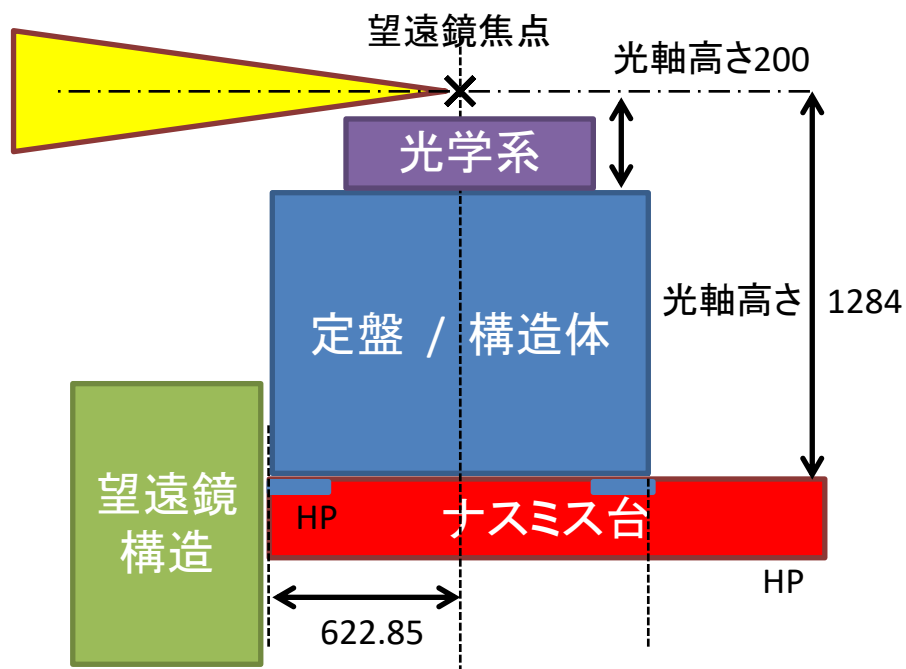 望遠鏡焦点
光軸高さ200
光学系
定盤 / 構造体
光軸高さ 1284
望遠鏡
構造
HP
ナスミス台
HP
622.85